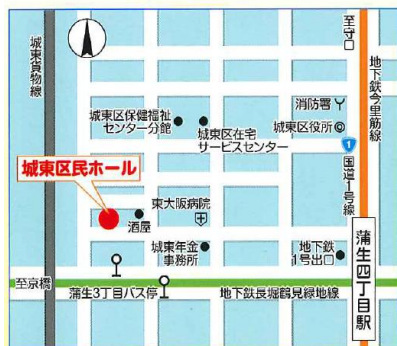 至守口
城東貨物線
地下鉄今里筋線
消防署
城東区保健福祉
センター分館
城東区在宅
サービスセンター
城東区役所
1
国道1号線
城東区民ホール
東大阪病院
酒屋
蒲生四丁目駅
城東年金
事務所
地下鉄
1号出口
至京橋
蒲生3丁目バス停
地下鉄長堀鶴見緑地線